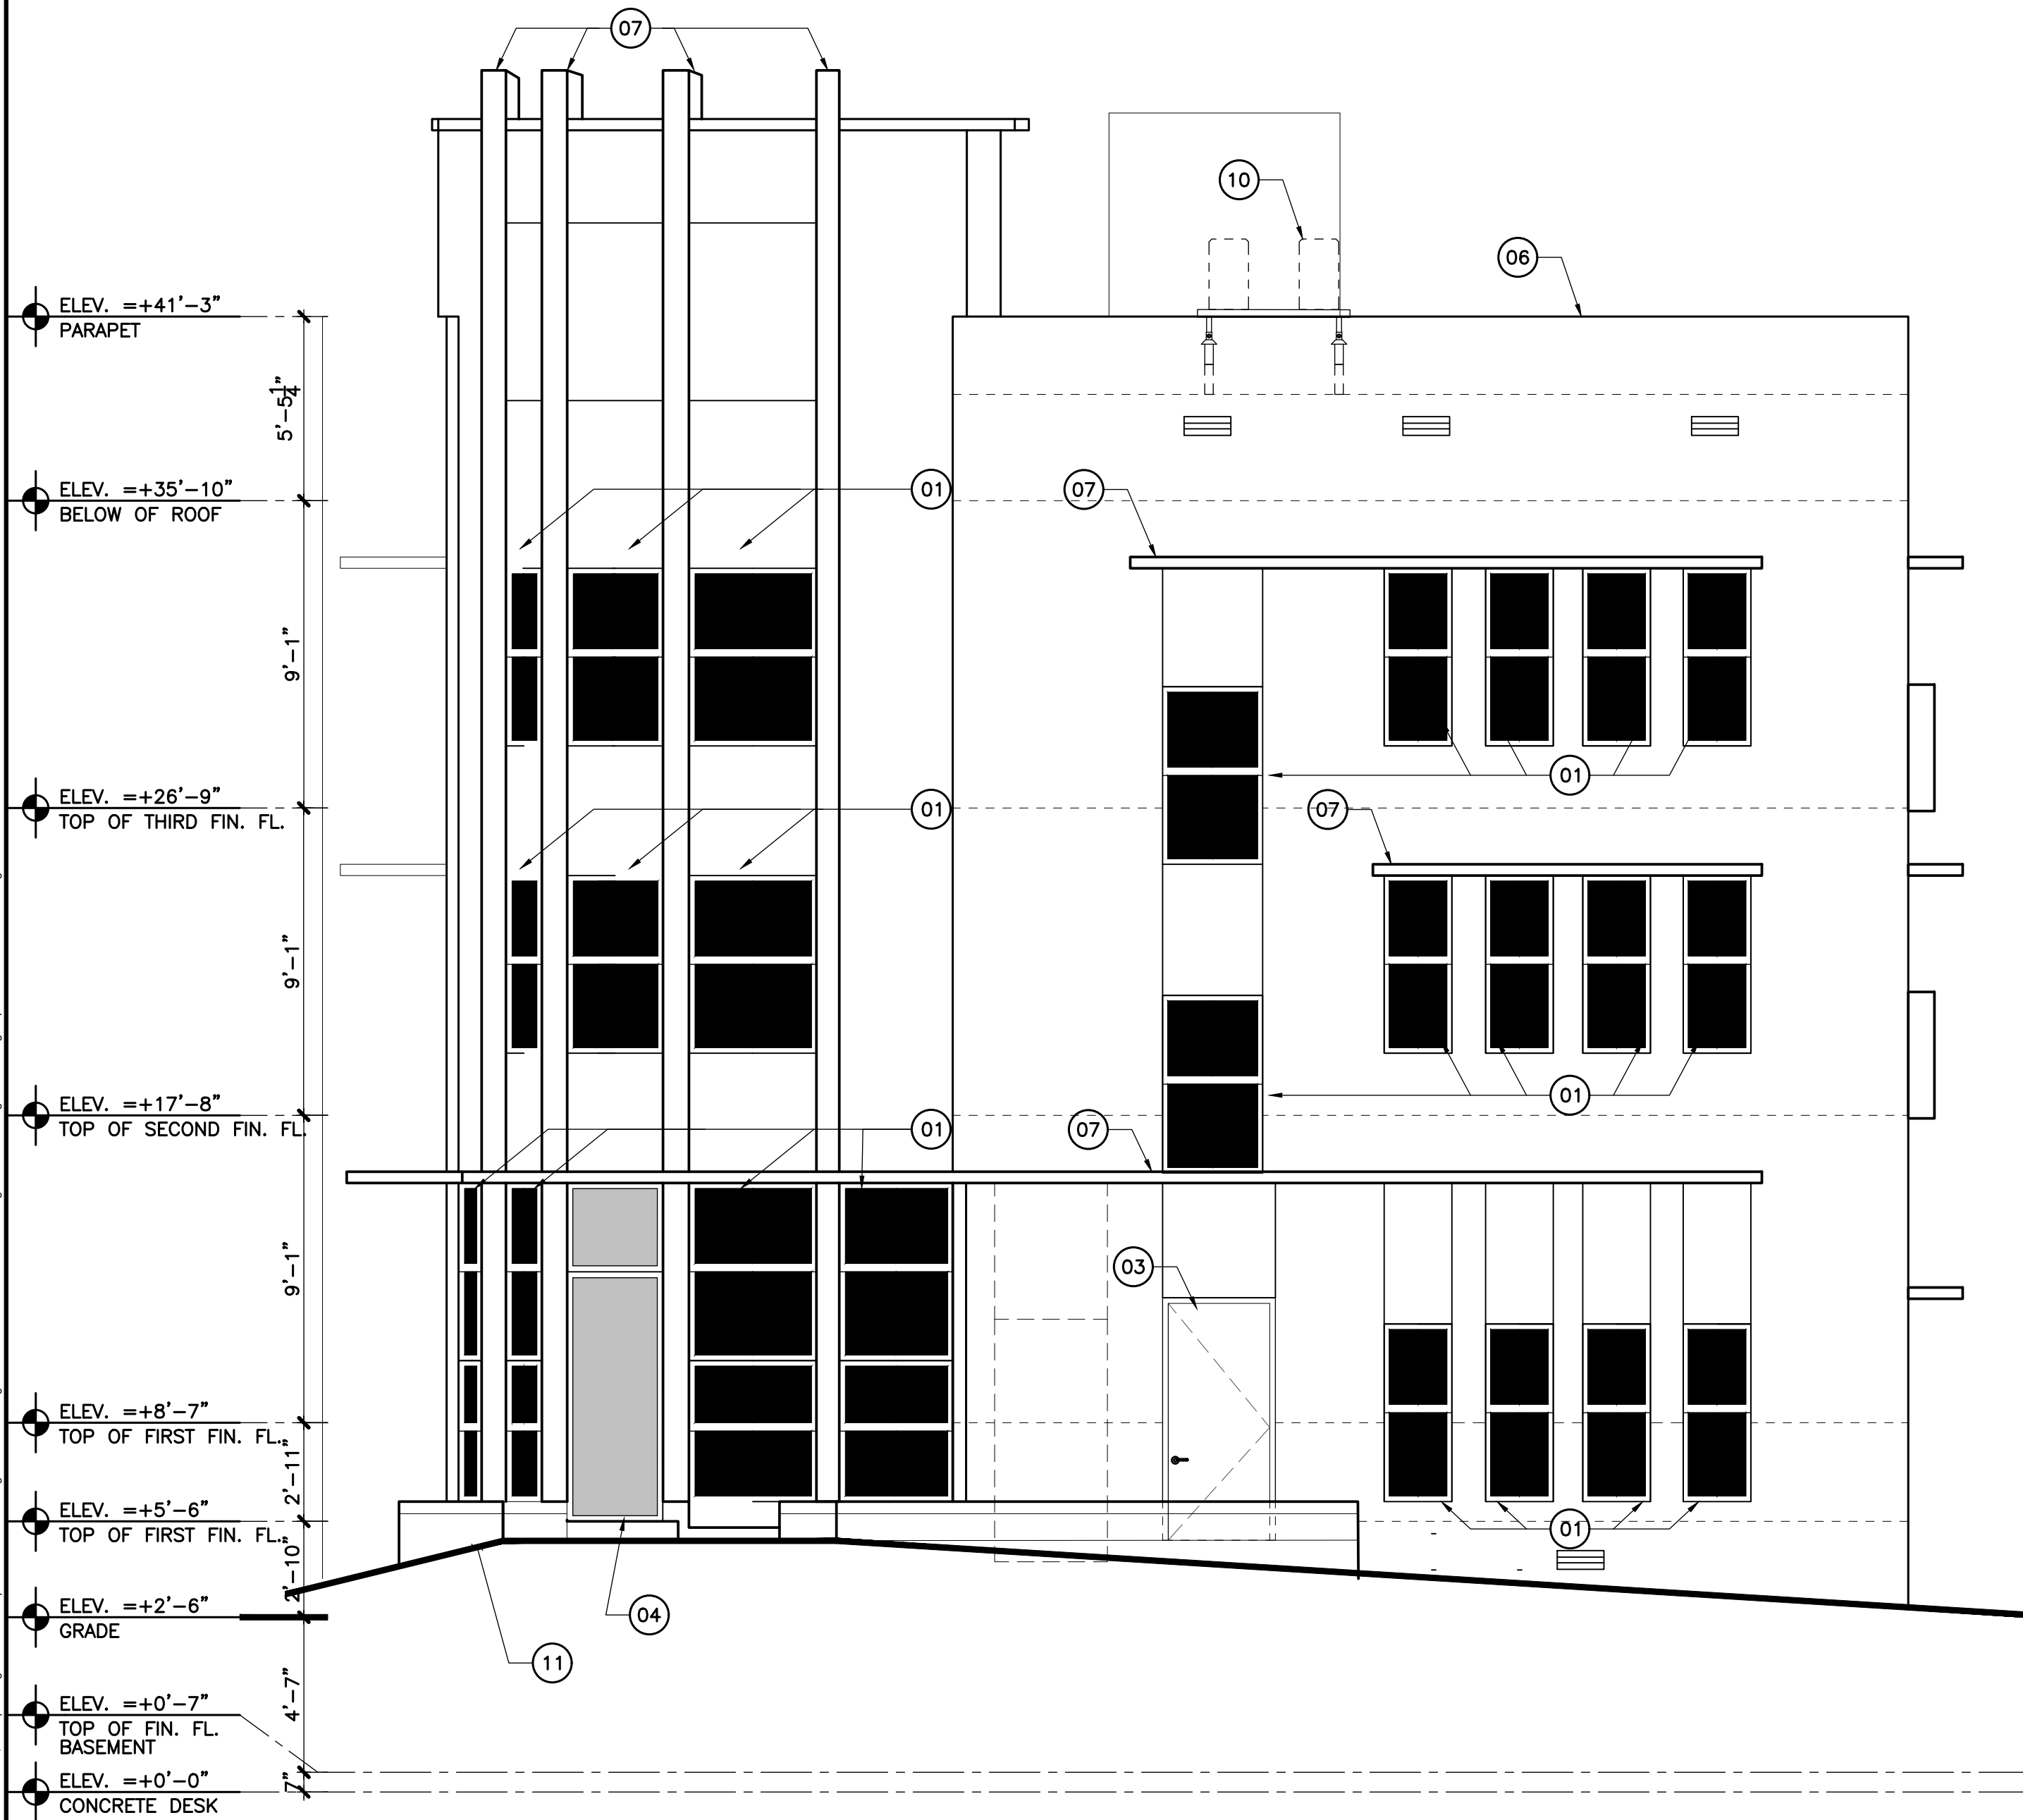 07
10
06
ELEV. =+41'-3"
PARAPET
5'-5 1/4"
ELEV. =+35'-10"
BELOW OF ROOF
01
07
9'-1"
01
ELEV. =+26'-9"
TOP OF THIRD FIN. FL.
01
07
9'-1"
01
ELEV. =+17'-8"
TOP OF SECOND FIN. FL.
01
07
9'-1"
03
ELEV. =+8'-7"
TOP OF FIRST FIN. FL.
2'-11"
ELEV. =+5'-6"
TOP OF FIRST FIN. FL.
01
2'-10"
ELEV. =+2'-6"
GRADE
04
11
4'-7"
ELEV. =+0'-7"
TOP OF FIN. FL.
BASEMENT
7"
ELEV. =+0'-0"
CONCRETE DESK